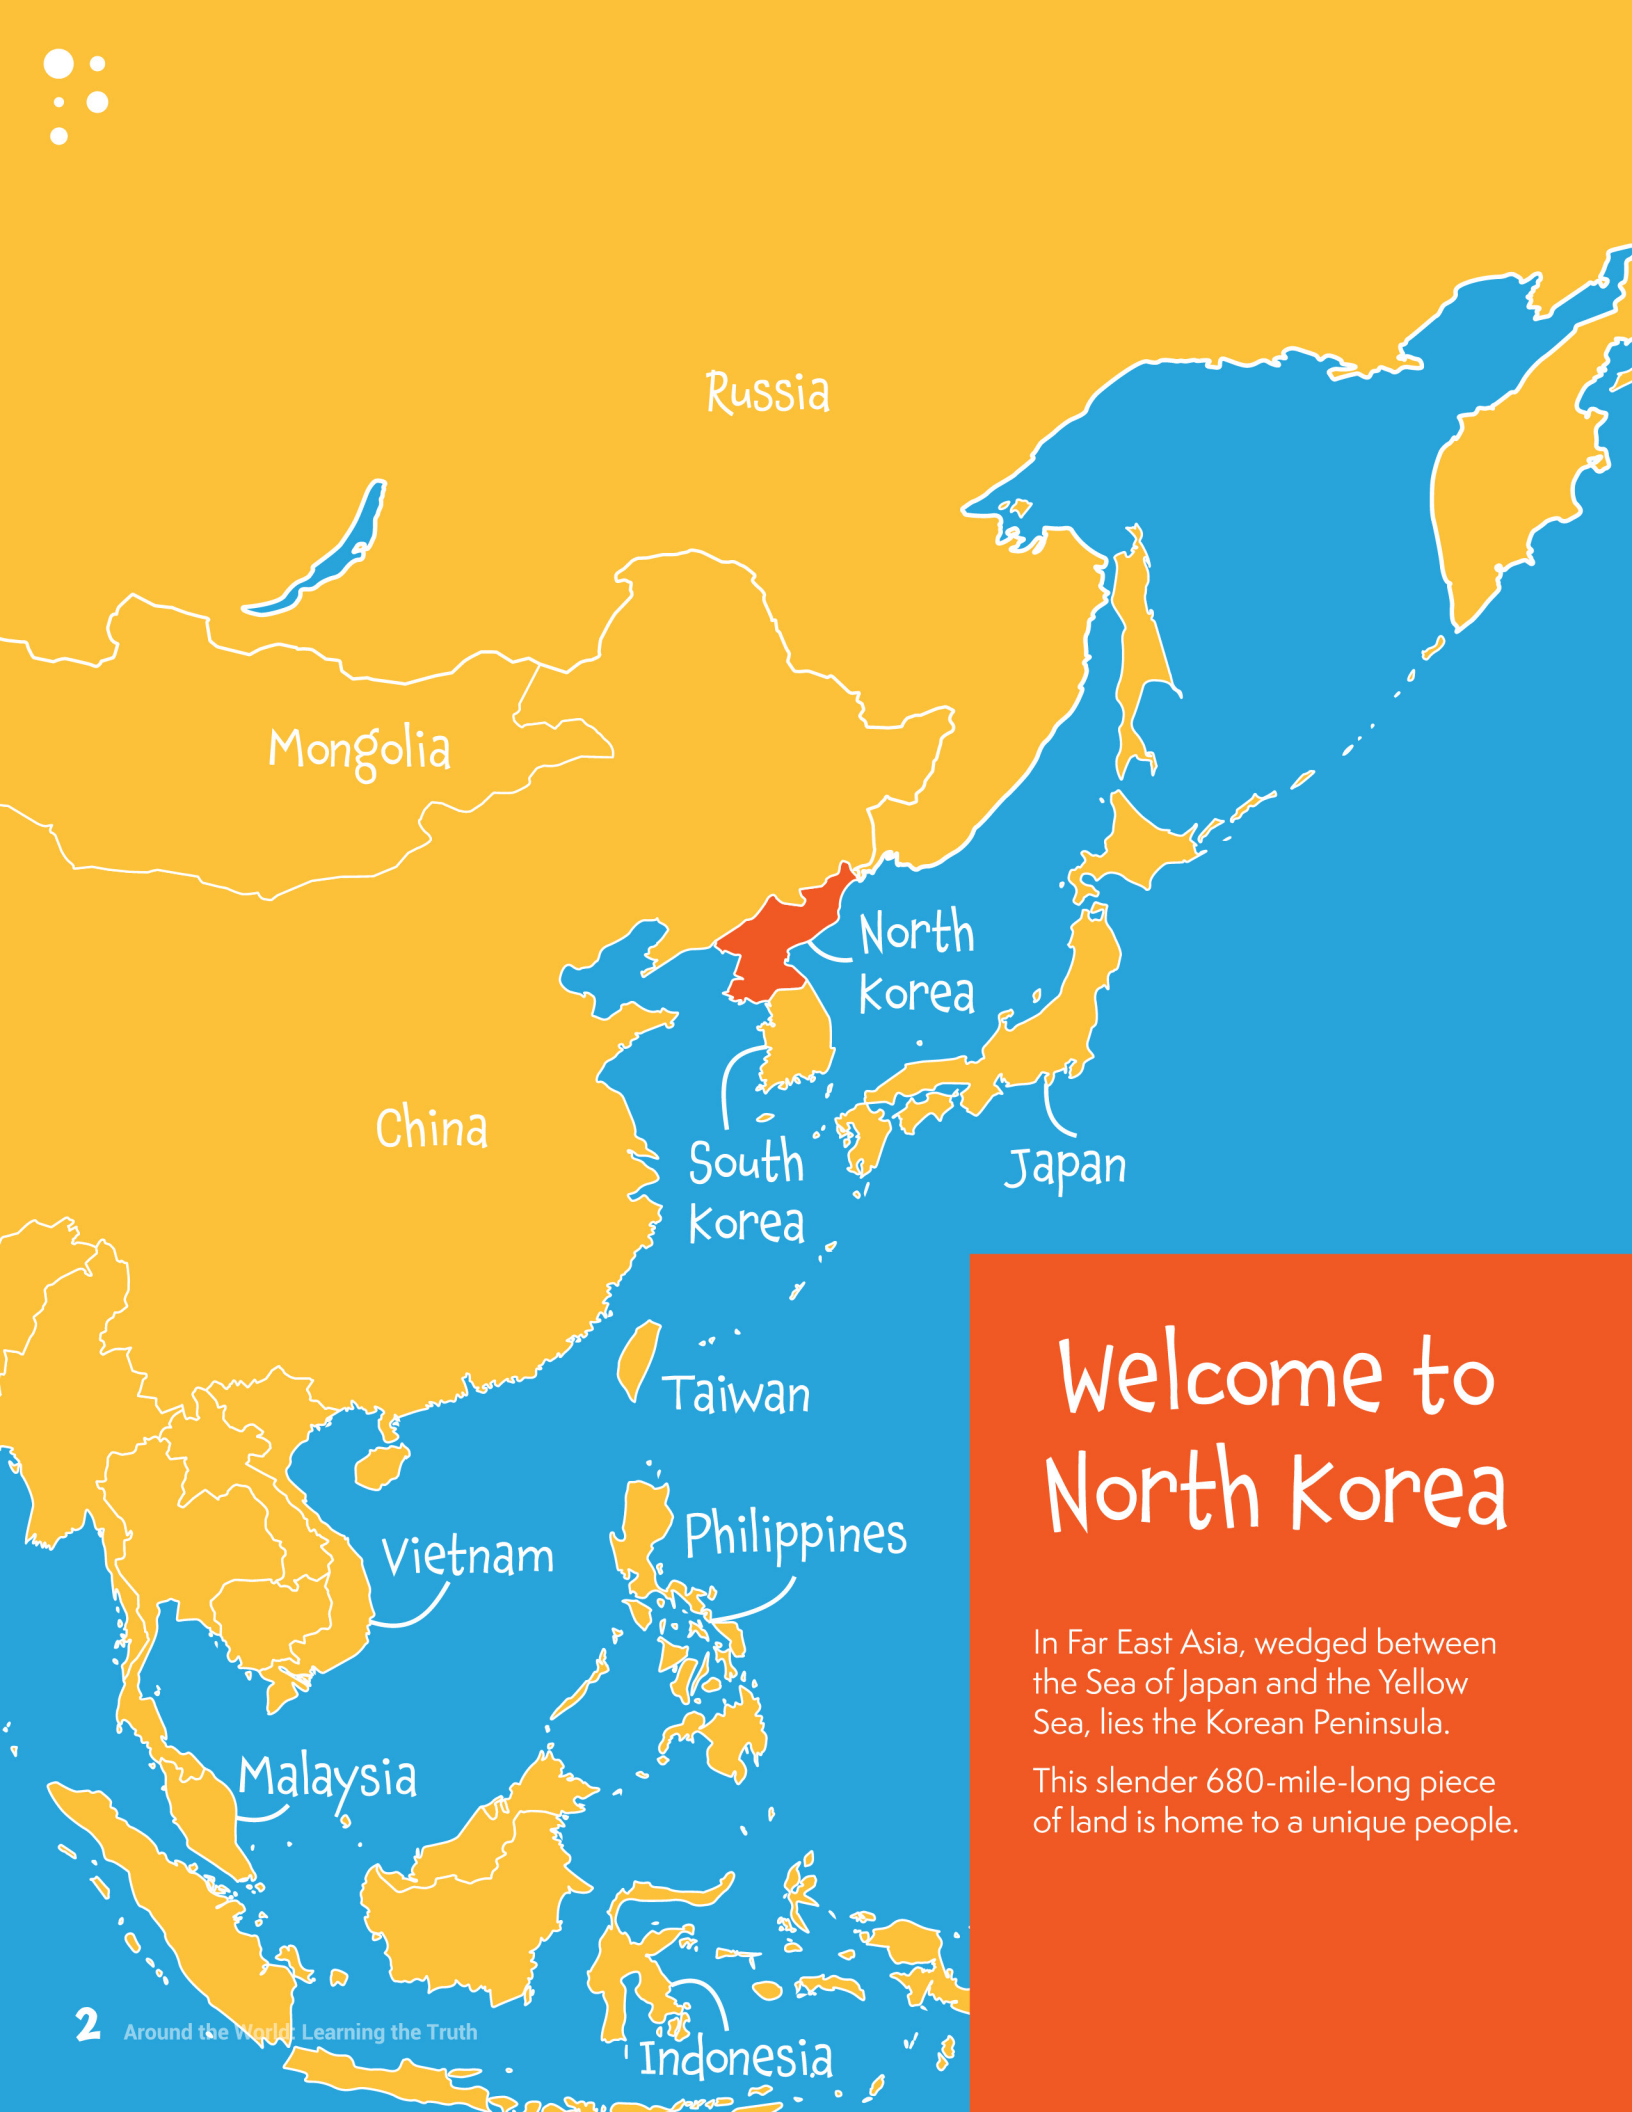 Russia
Mongolia
North
Korea
China
South
Korea
Japan
Taiwan
Welcome to
North Korea
Vietnam
Philippines
In Far East Asia, wedged between
the Sea of Japan and the Yellow
Sea, lies the Korean Peninsula.
This slender 680-mile-long piece
of land is home to a unique people.
Malaysia
Indonesia
2 Around the World: Learning the Truth